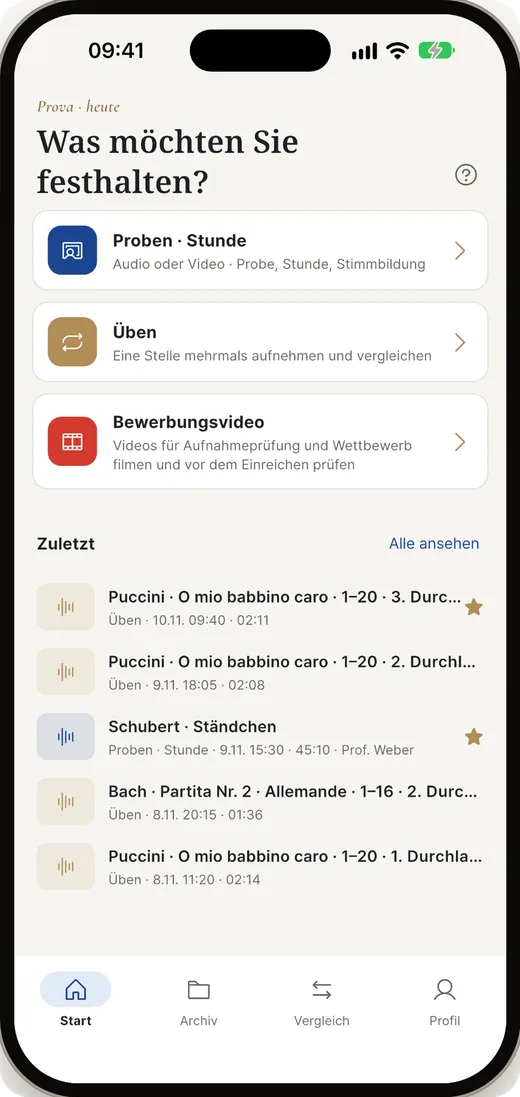 09:41
Prova · heute
Was möchten Sie
festhalten?
Proben · Stunde
Audio oder Video · Probe, Stunde, Stimmbildung
Üben
Eine Stelle mehrmals aufnehmen und vergleichen
Bewerbungsvideo
Videos für Aufnahmeprüfung und Wettbewerb
filmen und vor dem Einreichen prüfen
Zuletzt
Alle ansehen
Puccini · O mio babbino caro · 1–20 · 3. Durc...
Üben · 10.11. 09:40 · 02:11
Puccini · O mio babbino caro · 1–20 · 2. Durchl...
Üben · 9.11. 18:05 · 02:08
Schubert · Ständchen
Proben · Stunde · 9.11. 15:30 · 45:10 · Prof. Weber
Bach · Partita Nr. 2 · Allemande · 1–16 · 2. Durc...
Üben · 8.11. 20:15 · 01:36
Puccini · O mio babbino caro · 1–20 · 1. Durchla...
Üben · 8.11. 11:20 · 02:14
Start
Archiv
Vergleich
Profil